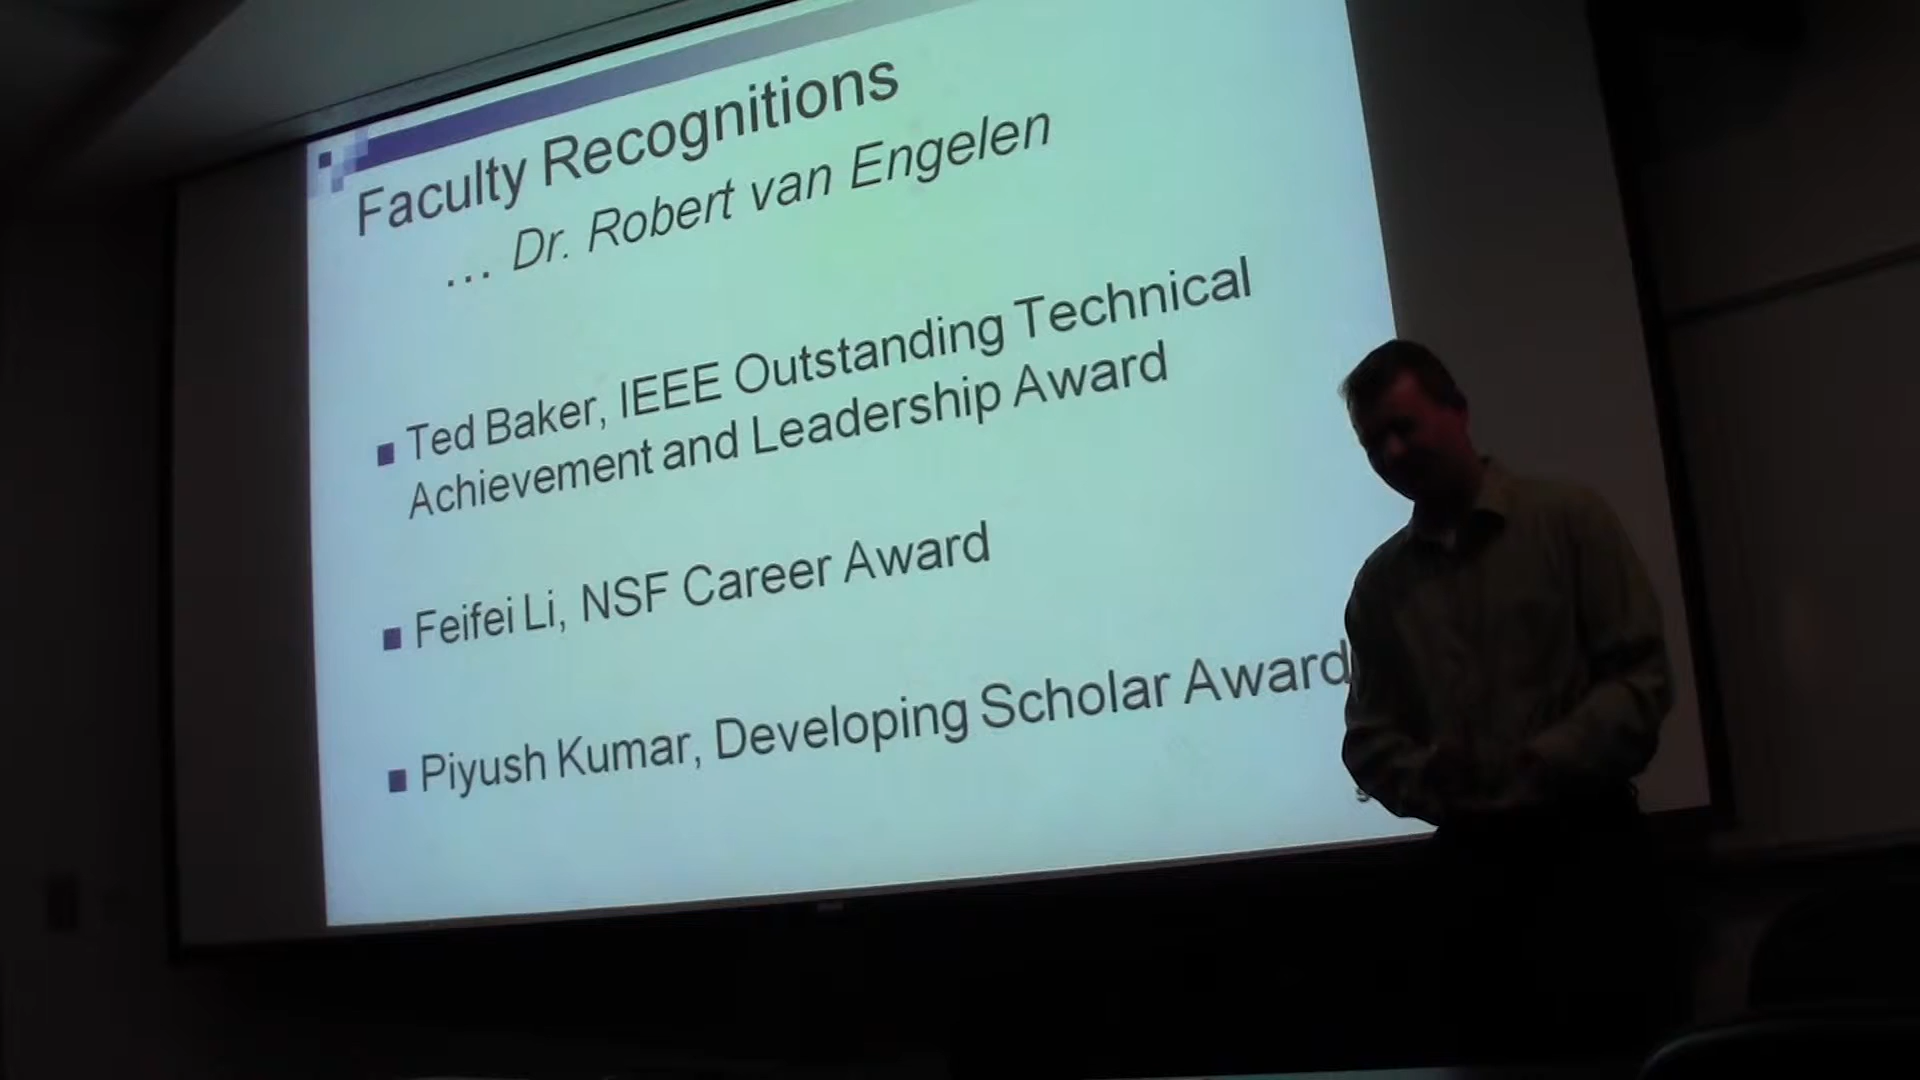 Faculty Recognitions
... Dr. Robert van Engelen
Ted Baker, IEEE Outstanding Technical
Achievement and Leadership Award
Feifei Li, NSF Career Award
Piyush Kumar, Developing Scholar Award